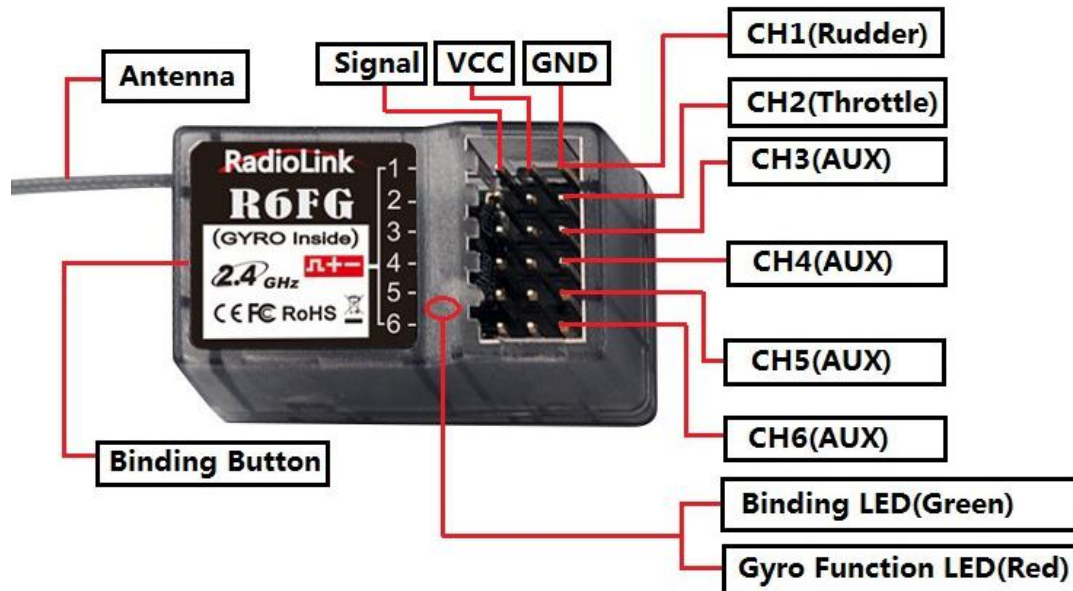 CH1(Rudder)
Signal
VCC
GND
Antenna
CH2(Throttle)
CH3(AUX)
RadioLink
R6FG
(GYRO Inside)
2.4 GHz
+−
CE FC RoHS
1
2
3
4
5
6
CH4(AUX)
CH5(AUX)
CH6(AUX)
Binding Button
Binding LED(Green)
Gyro Function LED(Red)